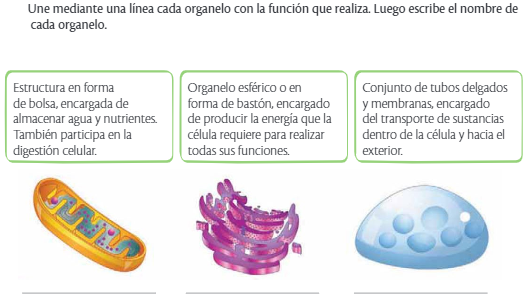 Une mediante una línea cada organelo con la función que realiza. Luego escribe el nombre de
cada organelo.
Estructura en forma
de bolsa, encargada de
almacenar agua y nutrientes.
También participa en la
digestión celular.
Organelo esférico o en
forma de bastón, encargado
de producir la energía que la
célula requiere para realizar
todas sus funciones.
Conjunto de tubos delgados
y membranas, encargado
del transporte de sustancias
dentro de la célula y hacia el
exterior.